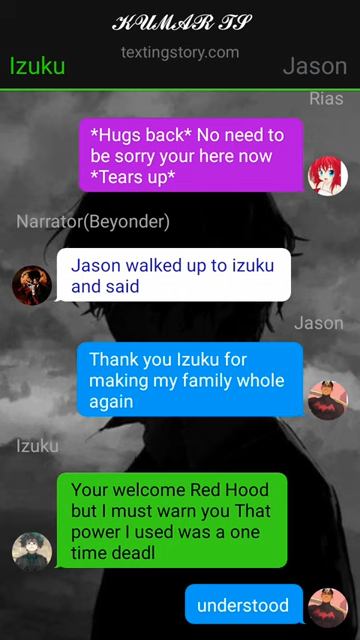 𝒦𝒰𝑀𝒜𝑅 𝒯𝒮
textingstory.com
Izuku
Jason
Rias
*Hugs back* No need to
be sorry your here now
*Tears up*
Narrator(Beyonder)
Jason walked up to izuku
and said
Jason
Thank you Izuku for
making my family whole
again
Izuku
Your welcome Red Hood
but I must warn you That
power I used was a one
time deadl
understood